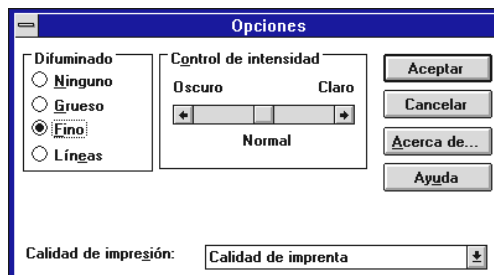 Opciones
Difuminado
Ninguno
Grueso
Fino
Líneas
Control de intensidad
Oscuro Claro
Normal
Aceptar
Cancelar
Acerca de...
Ayuda
Calidad de impresión: Calidad de imprenta